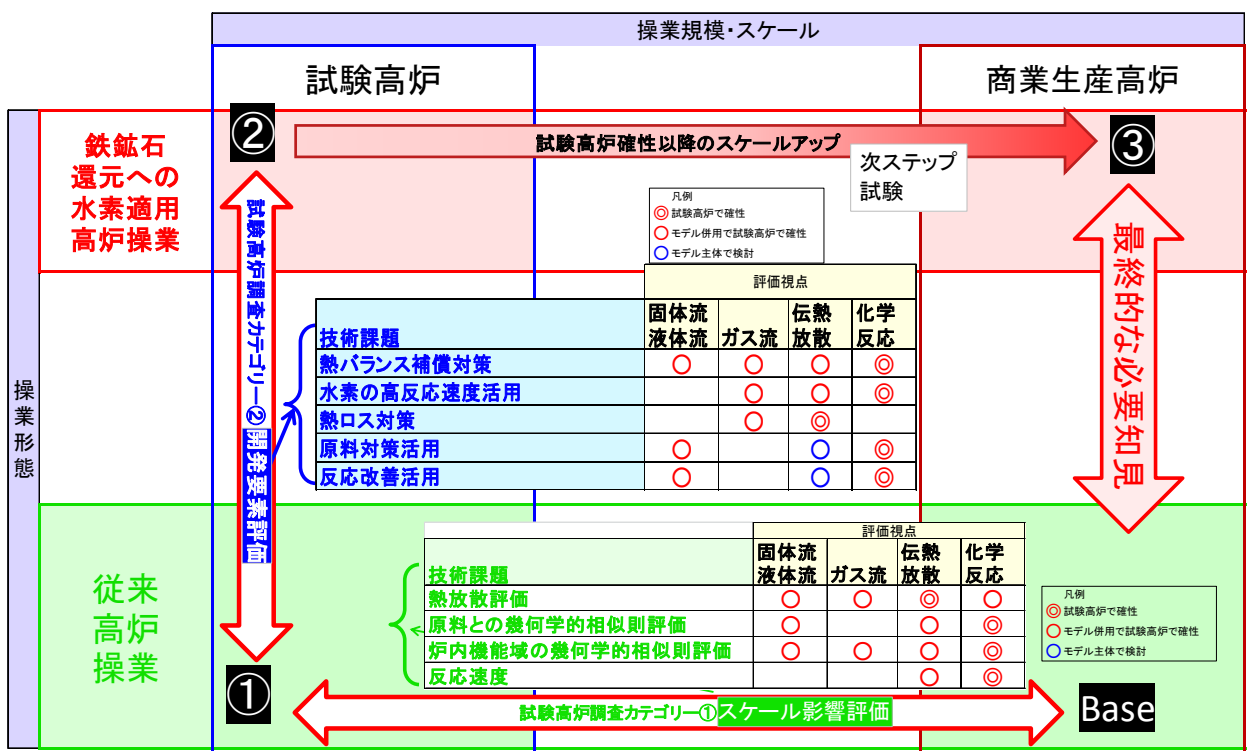 操業規模・スケール
試験高炉
商業生産高炉
操業形態
鉄鉱石
還元への
水素適用
高炉操業
②
試験高炉確性以降のスケールアップ
次ステップ
試験
③
凡例
◎試験高炉で確性
○モデル併用で試験高炉で確性
○モデル主体で検討
試験高炉調査カテゴリー②開発要素評価
最終的な必要知見
評価視点
技術課題 固体流液体流 ガス流 伝熱放散 化学反応
熱バランス補償対策 ○ ○ ○ ◎
水素の高反応速度活用 ○ ○ ◎
熱ロス対策 ○ ◎
原料対策活用 ○ ○ ◎
反応改善活用 ○ ○ ◎
従来
高炉
操業
評価視点
技術課題 固体流液体流 ガス流 伝熱放散 化学反応
熱放散評価 ○ ○ ◎ ○
原料との幾何学的相似則評価 ○ ○ ◎
炉内機能域の幾何学的相似則評価 ○ ○ ○ ◎
反応速度 ○ ◎
凡例
◎試験高炉で確性
○モデル併用で試験高炉で確性
○モデル主体で検討
①
試験高炉調査カテゴリー①スケール影響評価
Base